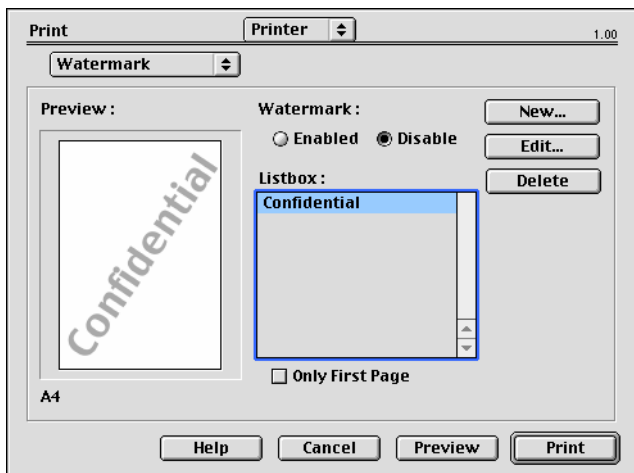 Print Printer 1.00
Watermark
Preview : Watermark : New...
Enabled Disable Edit...
Listbox : Delete
Confidential
Confidential
Only First Page
A4
Help Cancel Preview Print